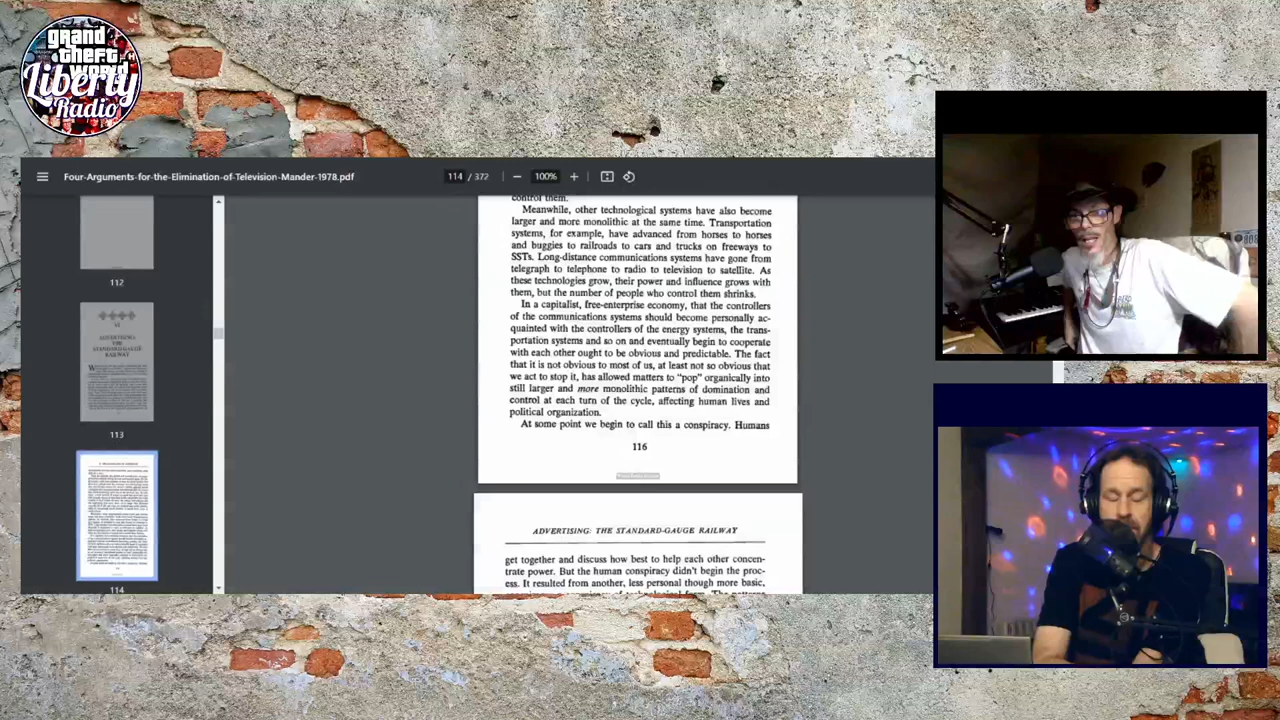 grand
theft
world
Liberty
Radio
Four-Arguments-for-the-Elimination-of-Television-Mander-1978.pdf
114 / 372
100%
112
ADVERTISING:
THE
STANDARD-GAUGE
RAILWAY
113
114
control them.
Meanwhile, other technological systems have also become
larger and more monolithic at the same time. Transportation
systems, for example, have advanced from horses to horses
and buggies to railroads to cars and trucks on freeways to
SSTs. Long-distance communications systems have gone from
telegraph to telephone to radio to television to satellite. As
these technologies grow, their power and influence grows with
them, but the number of people who control them shrinks.
In a capitalist, free-enterprise economy, that the controllers
of the communications systems should become personally ac-
quainted with the controllers of the energy systems, the trans-
portation systems and so on and eventually begin to cooperate
with each other ought to be obvious and predictable. The fact
that it is not obvious to most of us, at least not so obvious that
we act to stop it, has allowed matters to “pop” organically into
still larger and more monolithic patterns of domination and
control at each turn of the cycle, affecting human lives and
political organization.
At some point we begin to call this a conspiracy. Humans
116
ADVERTISING: THE STANDARD-GAUGE RAILWAY
get together and discuss how best to help each other concen-
trate power. But the human conspiracy didn't begin the proc-
ess. It resulted from another, less personal though more basic,